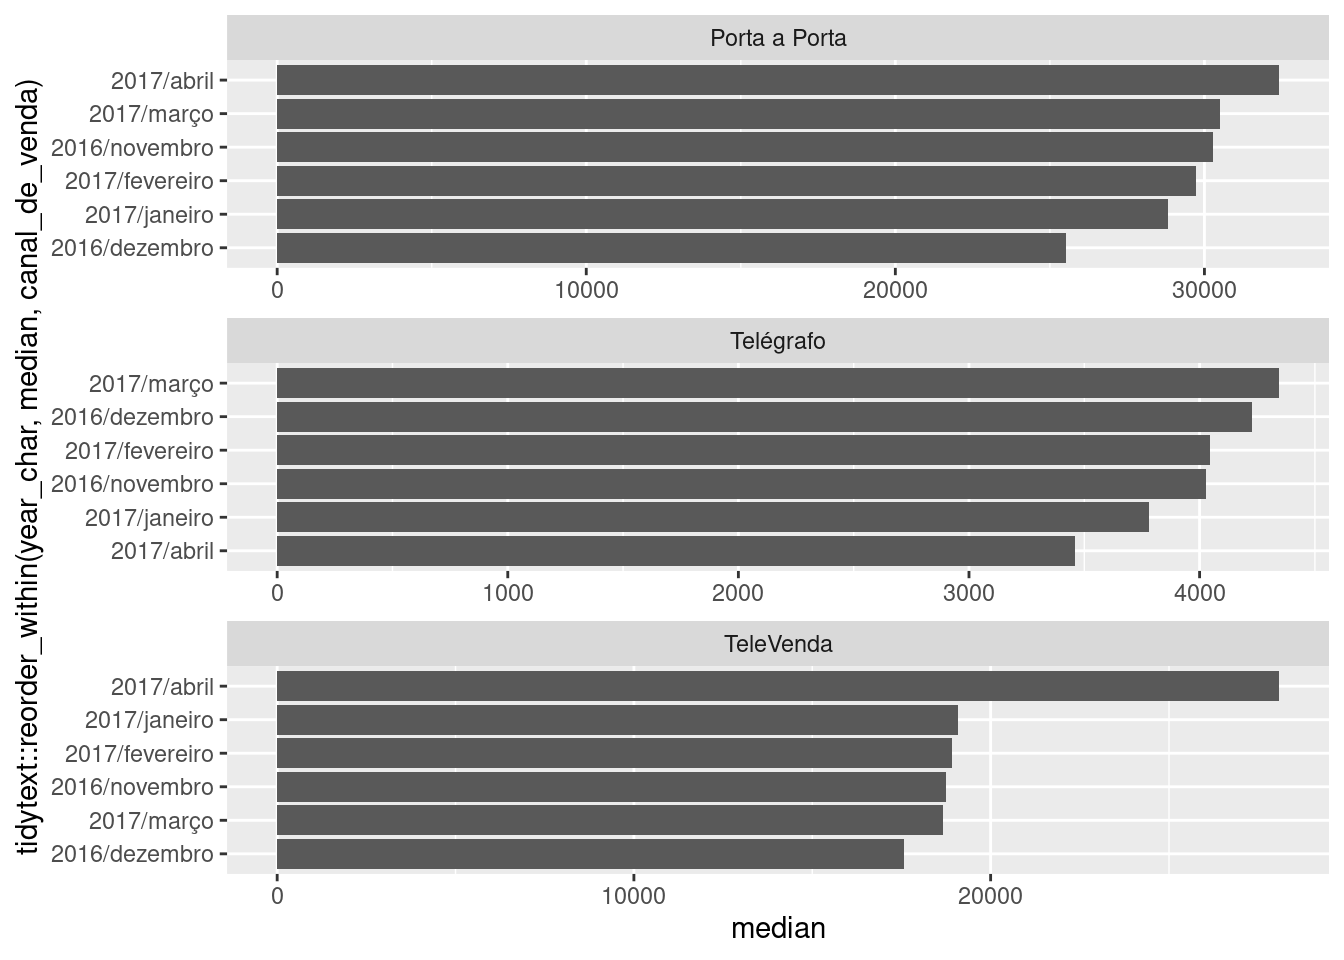 tidytext::reorder_within(year_char, median, canal_de_venda)
Porta a Porta
2017/abril
2017/março
2016/novembro
2017/fevereiro
2017/janeiro
2016/dezembro
0 10000 20000 30000
Telégrafo
2017/março
2016/dezembro
2017/fevereiro
2016/novembro
2017/janeiro
2017/abril
0 1000 2000 3000 4000
TeleVenda
2017/abril
2017/janeiro
2017/fevereiro
2016/novembro
2017/março
2016/dezembro
0 10000 20000
median